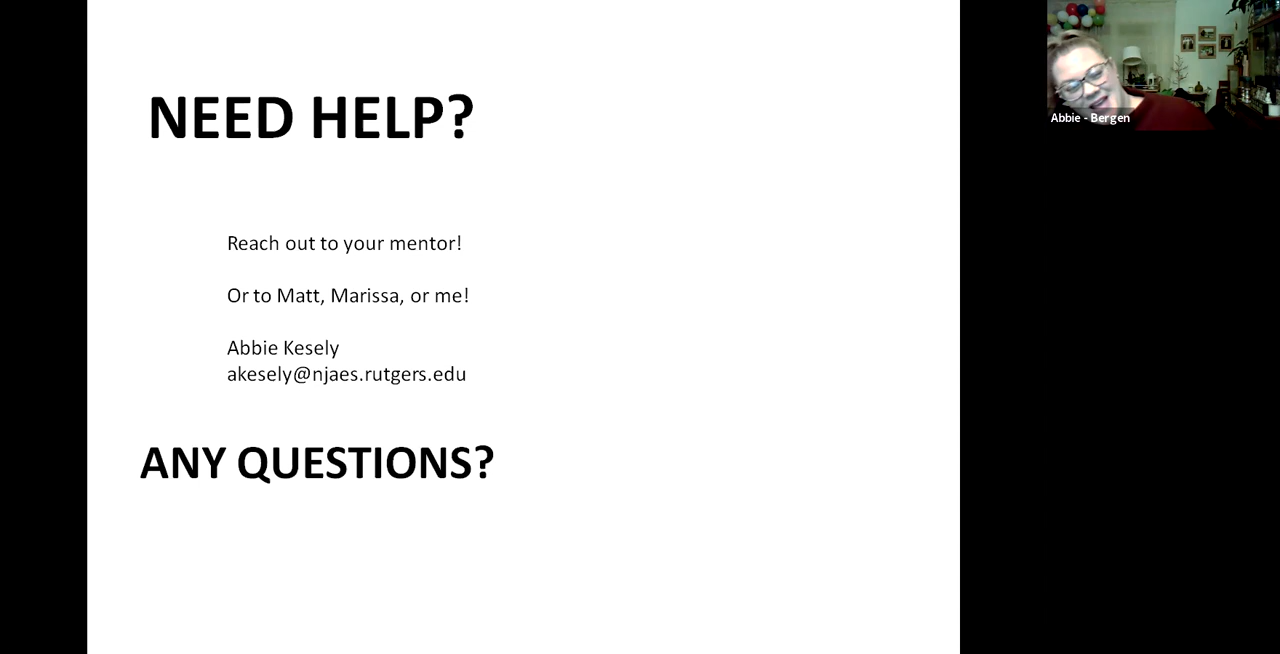 NEED HELP?
Reach out to your mentor!
Or to Matt, Marissa, or me!
Abbie Kesely
akesely@njaes.rutgers.edu
ANY QUESTIONS?
Abbie - Bergen